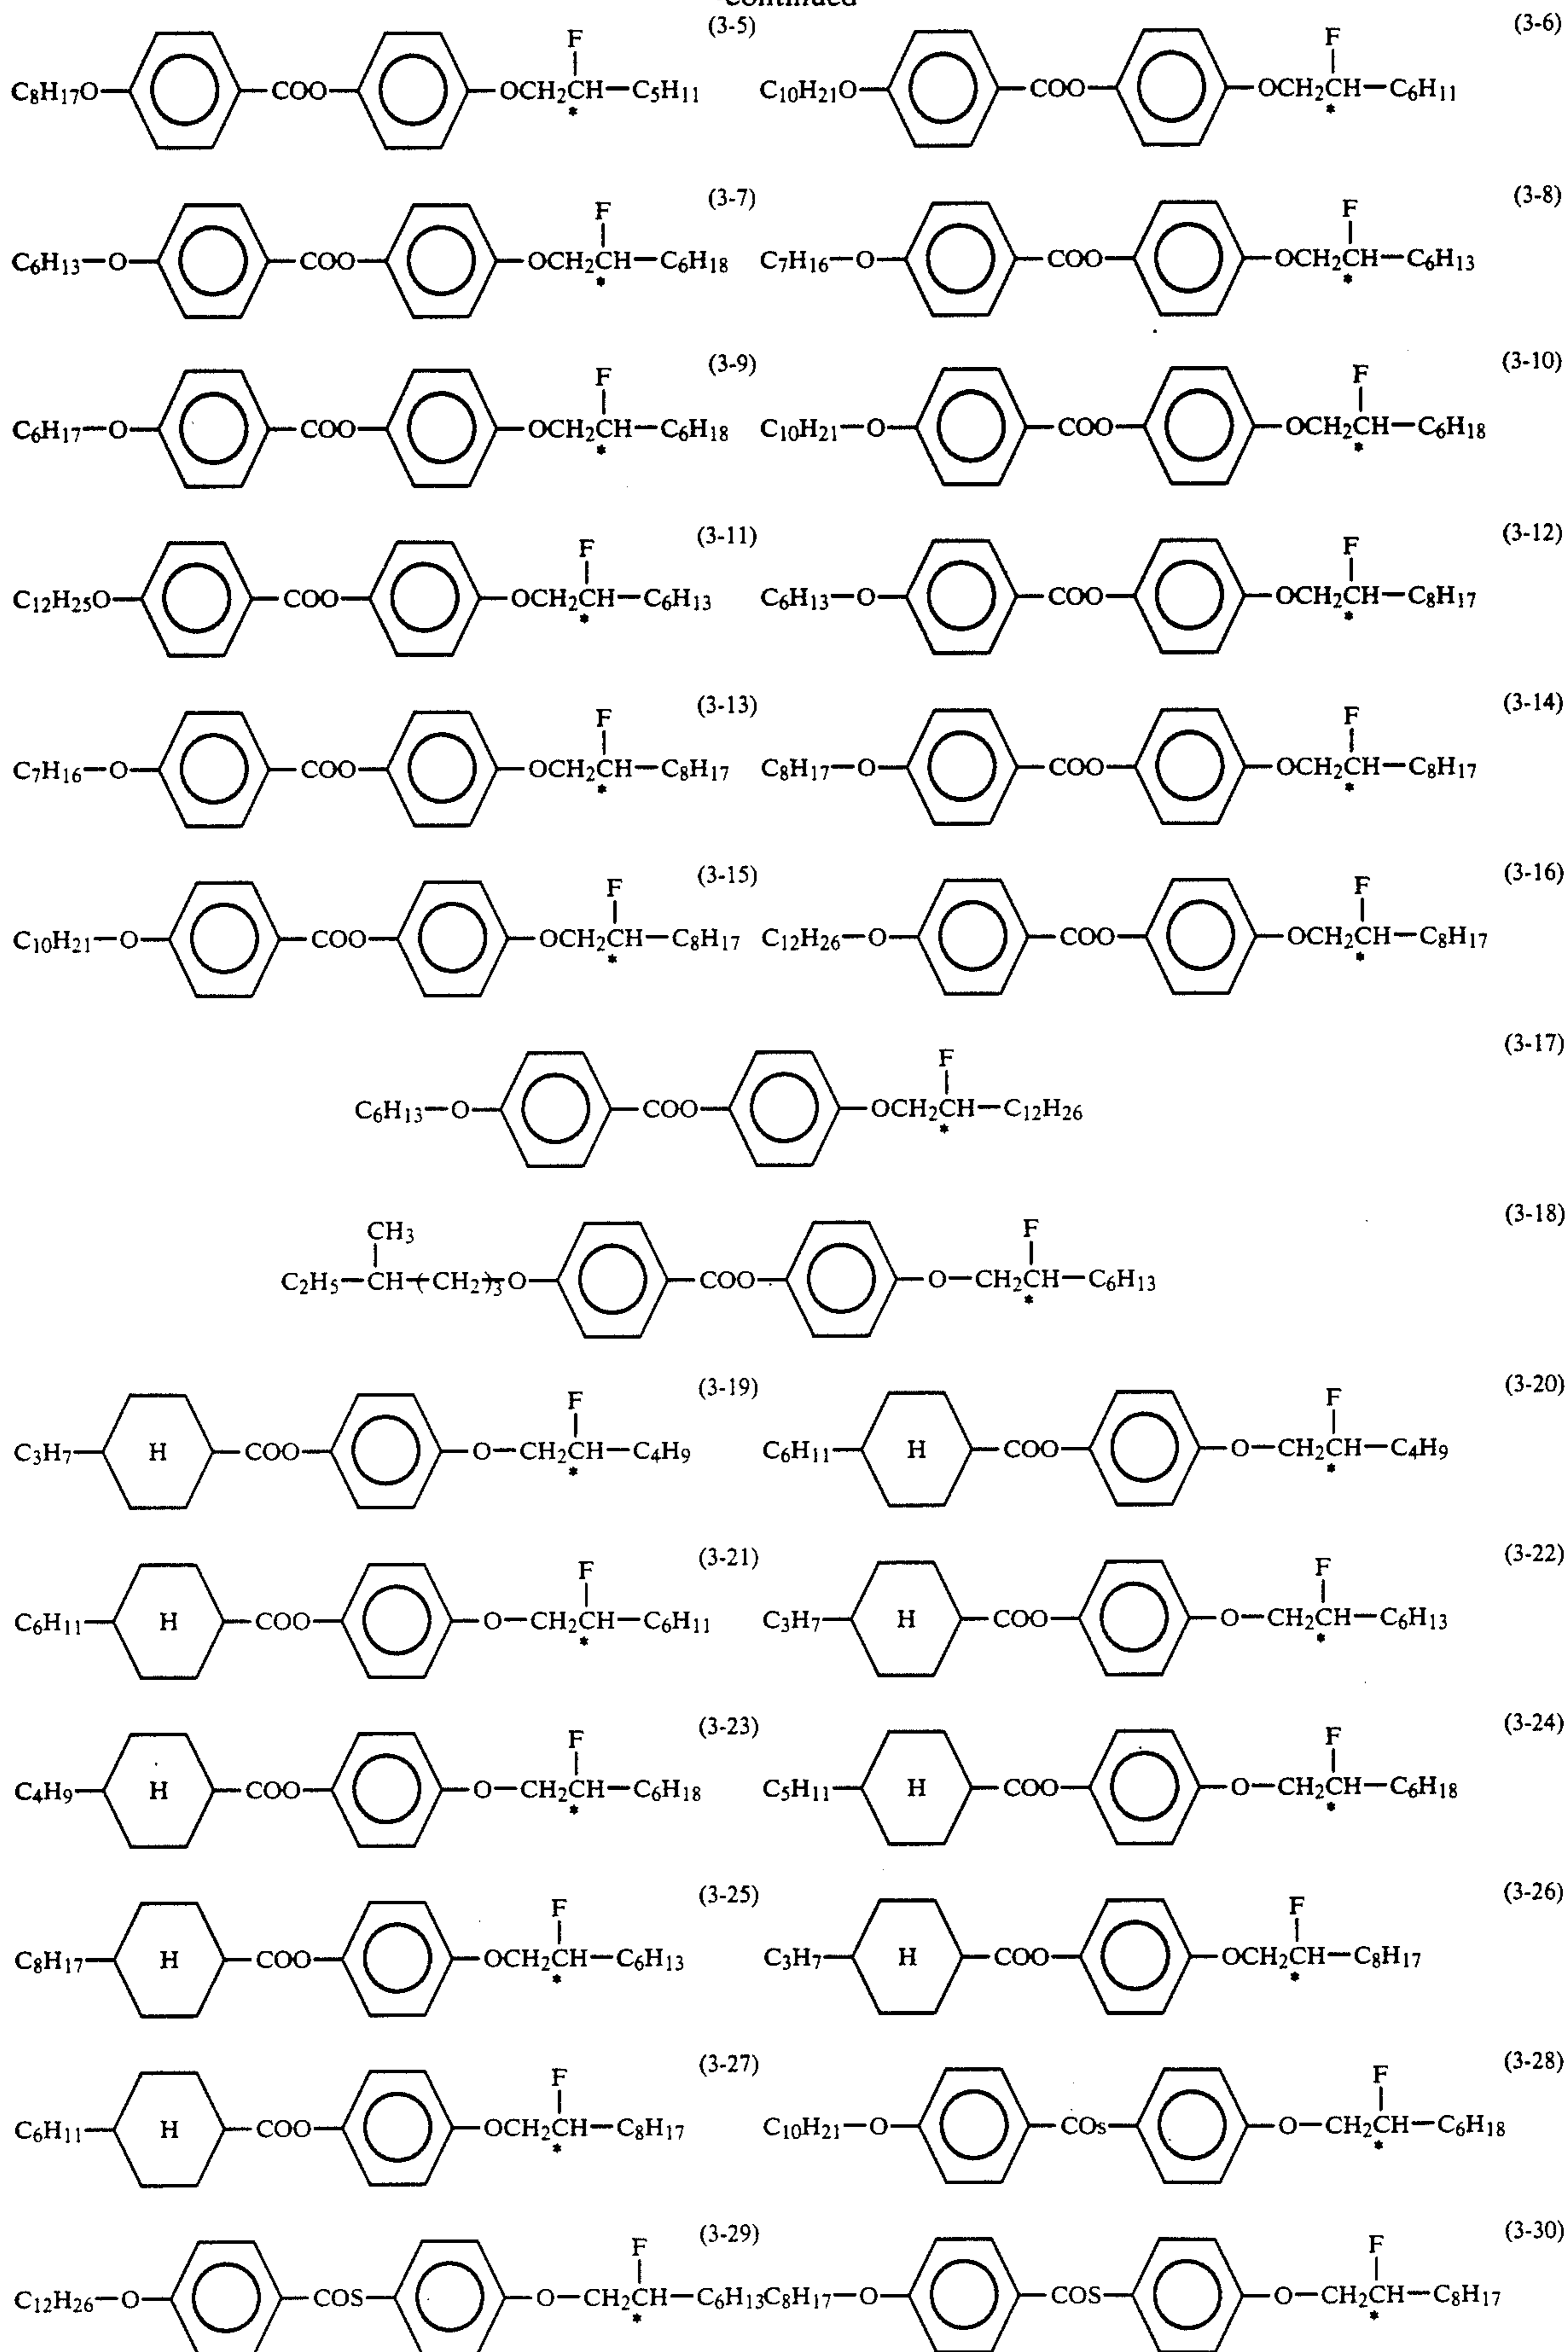 -continued
(3-5)
F
C8H17O COO OCH2CH C5H11
*
(3-6)
F
C10H21O COO OCH2CH C6H11
*
(3-7)
F
C6H13 O COO OCH2CH C6H18
*
(3-8)
F
C7H16 O COO OCH2CH C6H13
*
(3-9)
F
C6H17 O COO OCH2CH C6H18
*
(3-10)
F
C10H21 O COO OCH2CH C6H18
*
(3-11)
F
C12H25O COO OCH2CH C6H13
*
(3-12)
F
C6H13 O COO OCH2CH C8H17
*
(3-13)
F
C7H16 O COO OCH2CH C8H17
*
(3-14)
F
C8H17 O COO OCH2CH C8H17
*
(3-15)
F
C10H21 O COO OCH2CH C8H17
*
(3-16)
F
C12H26 O COO OCH2CH C8H17
*
(3-17)
F
C6H13 O COO OCH2CH C12H26
*
(3-18)
CH3 F
C2H5 CH (CH2)3 O COO O CH2CH C6H13
*
(3-19)
F
C3H7 H COO O CH2CH C4H9
*
(3-20)
F
C6H11 H COO O CH2CH C4H9
*
(3-21)
F
C6H11 H COO O CH2CH C6H11
*
(3-22)
F
C3H7 H COO O CH2CH C6H13
*
(3-23)
F
C4H9 H COO O CH2CH C6H18
*
(3-24)
F
C5H11 H COO O CH2CH C6H18
*
(3-25)
F
C8H17 H COO OCH2CH C6H13
*
(3-26)
F
C3H7 H COO OCH2CH C8H17
*
(3-27)
F
C6H11 H COO OCH2CH C8H17
*
(3-28)
F
C10H21 O COs O CH2CH C6H18
*
(3-29)
F
C12H26 O COS O CH2CH C6H13
*
(3-30)
F
C8H17 O COS O CH2CH C8H17
*